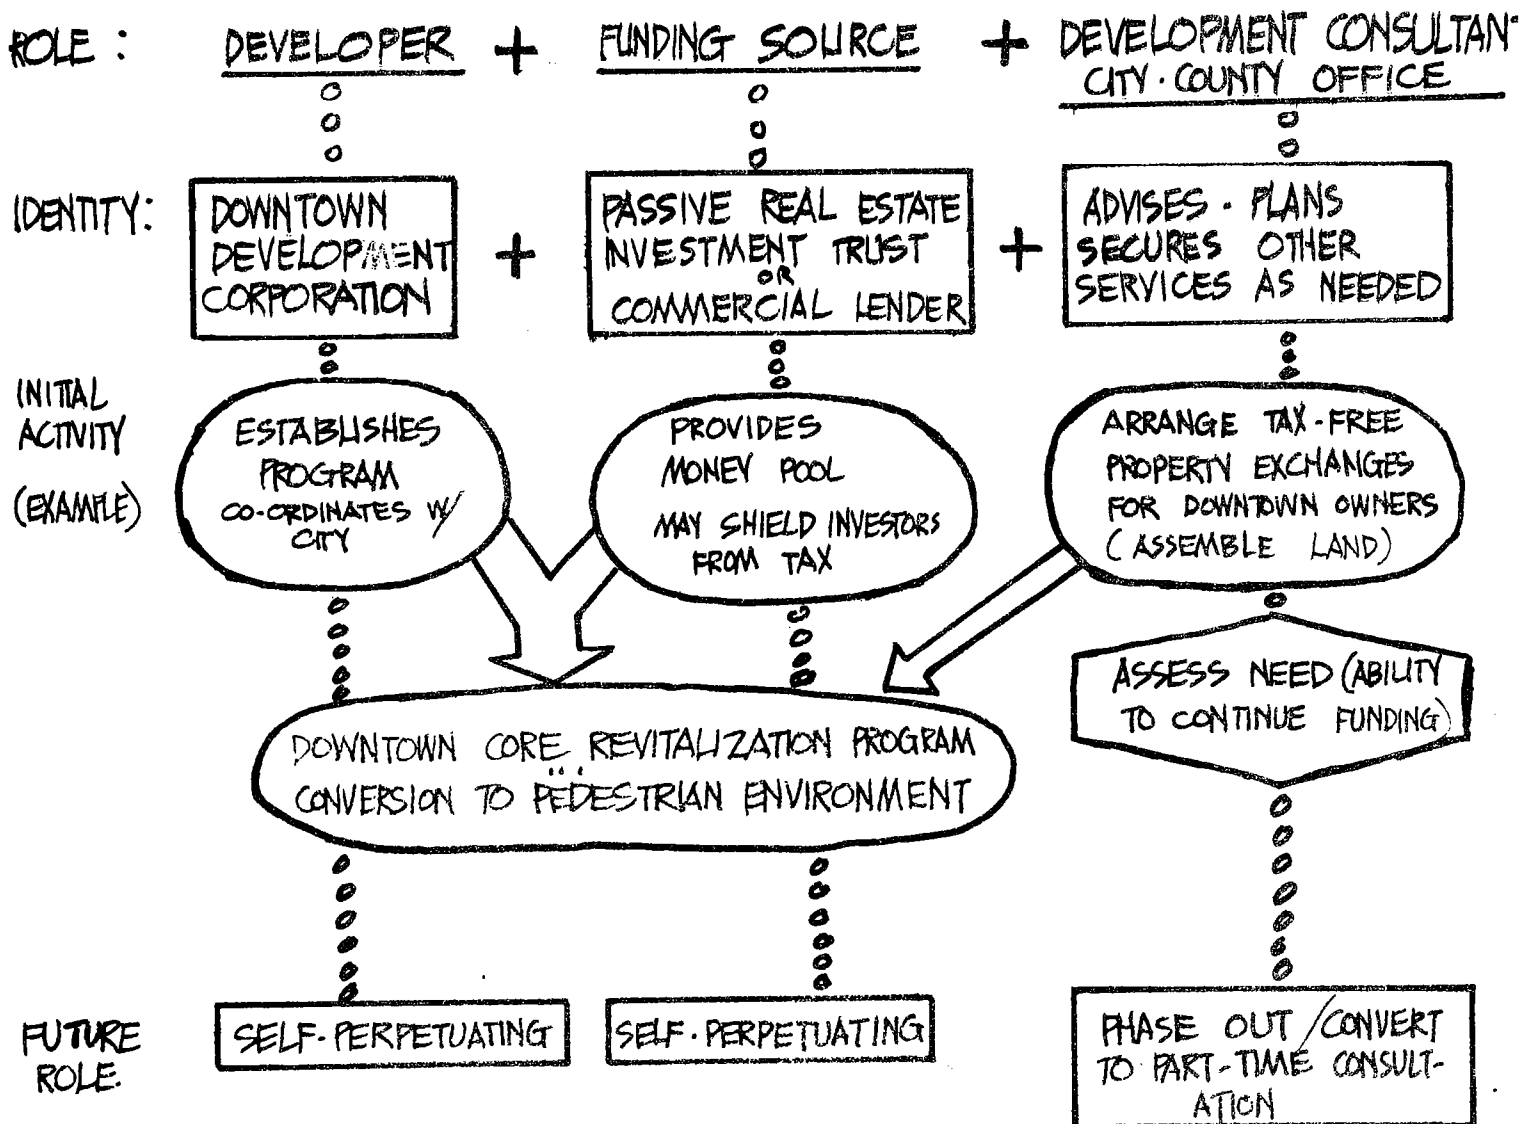 ROLE : DEVELOPER + FUNDING SOURCE + DEVELOPMENT CONSULTAN
CITY · COUNTY OFFICE
IDENTITY:
DOWNTOWN
DEVELOPMENT
CORPORATION
+
PASSIVE REAL ESTATE
INVESTMENT TRUST
OR
COMMERCIAL LENDER
+
ADVISES - PLANS
SECURES OTHER
SERVICES AS NEEDED
INITIAL
ACTIVITY
(EXAMPLE)
ESTABLISHES
PROGRAM
CO-ORDINATES W/
CITY
PROVIDES
MONEY POOL
MAY SHIELD INVESTORS
FROM TAX
ARRANGE TAX-FREE
PROPERTY EXCHANGES
FOR DOWNTOWN OWNERS
(ASSEMBLE LAND)
ASSESS NEED (ABILITY
TO CONTINUE FUNDING)
DOWNTOWN CORE REVITALIZATION PROGRAM
...
CONVERSION TO PEDESTRIAN ENVIRONMENT
FUTURE
ROLE.
SELF-PERPETUATING
SELF-PERPETUATING
PHASE OUT / CONVERT
TO PART-TIME CONSULT-
ATION